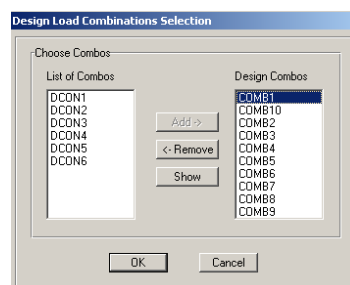 Design Load Combinations Selection
Choose Combos
List of Combos
DCON1
DCON2
DCON3
DCON4
DCON5
DCON6
Add ->
<- Remove
Show
Design Combos
COMB1
COMB10
COMB2
COMB3
COMB4
COMB5
COMB6
COMB7
COMB8
COMB9
OK
Cancel